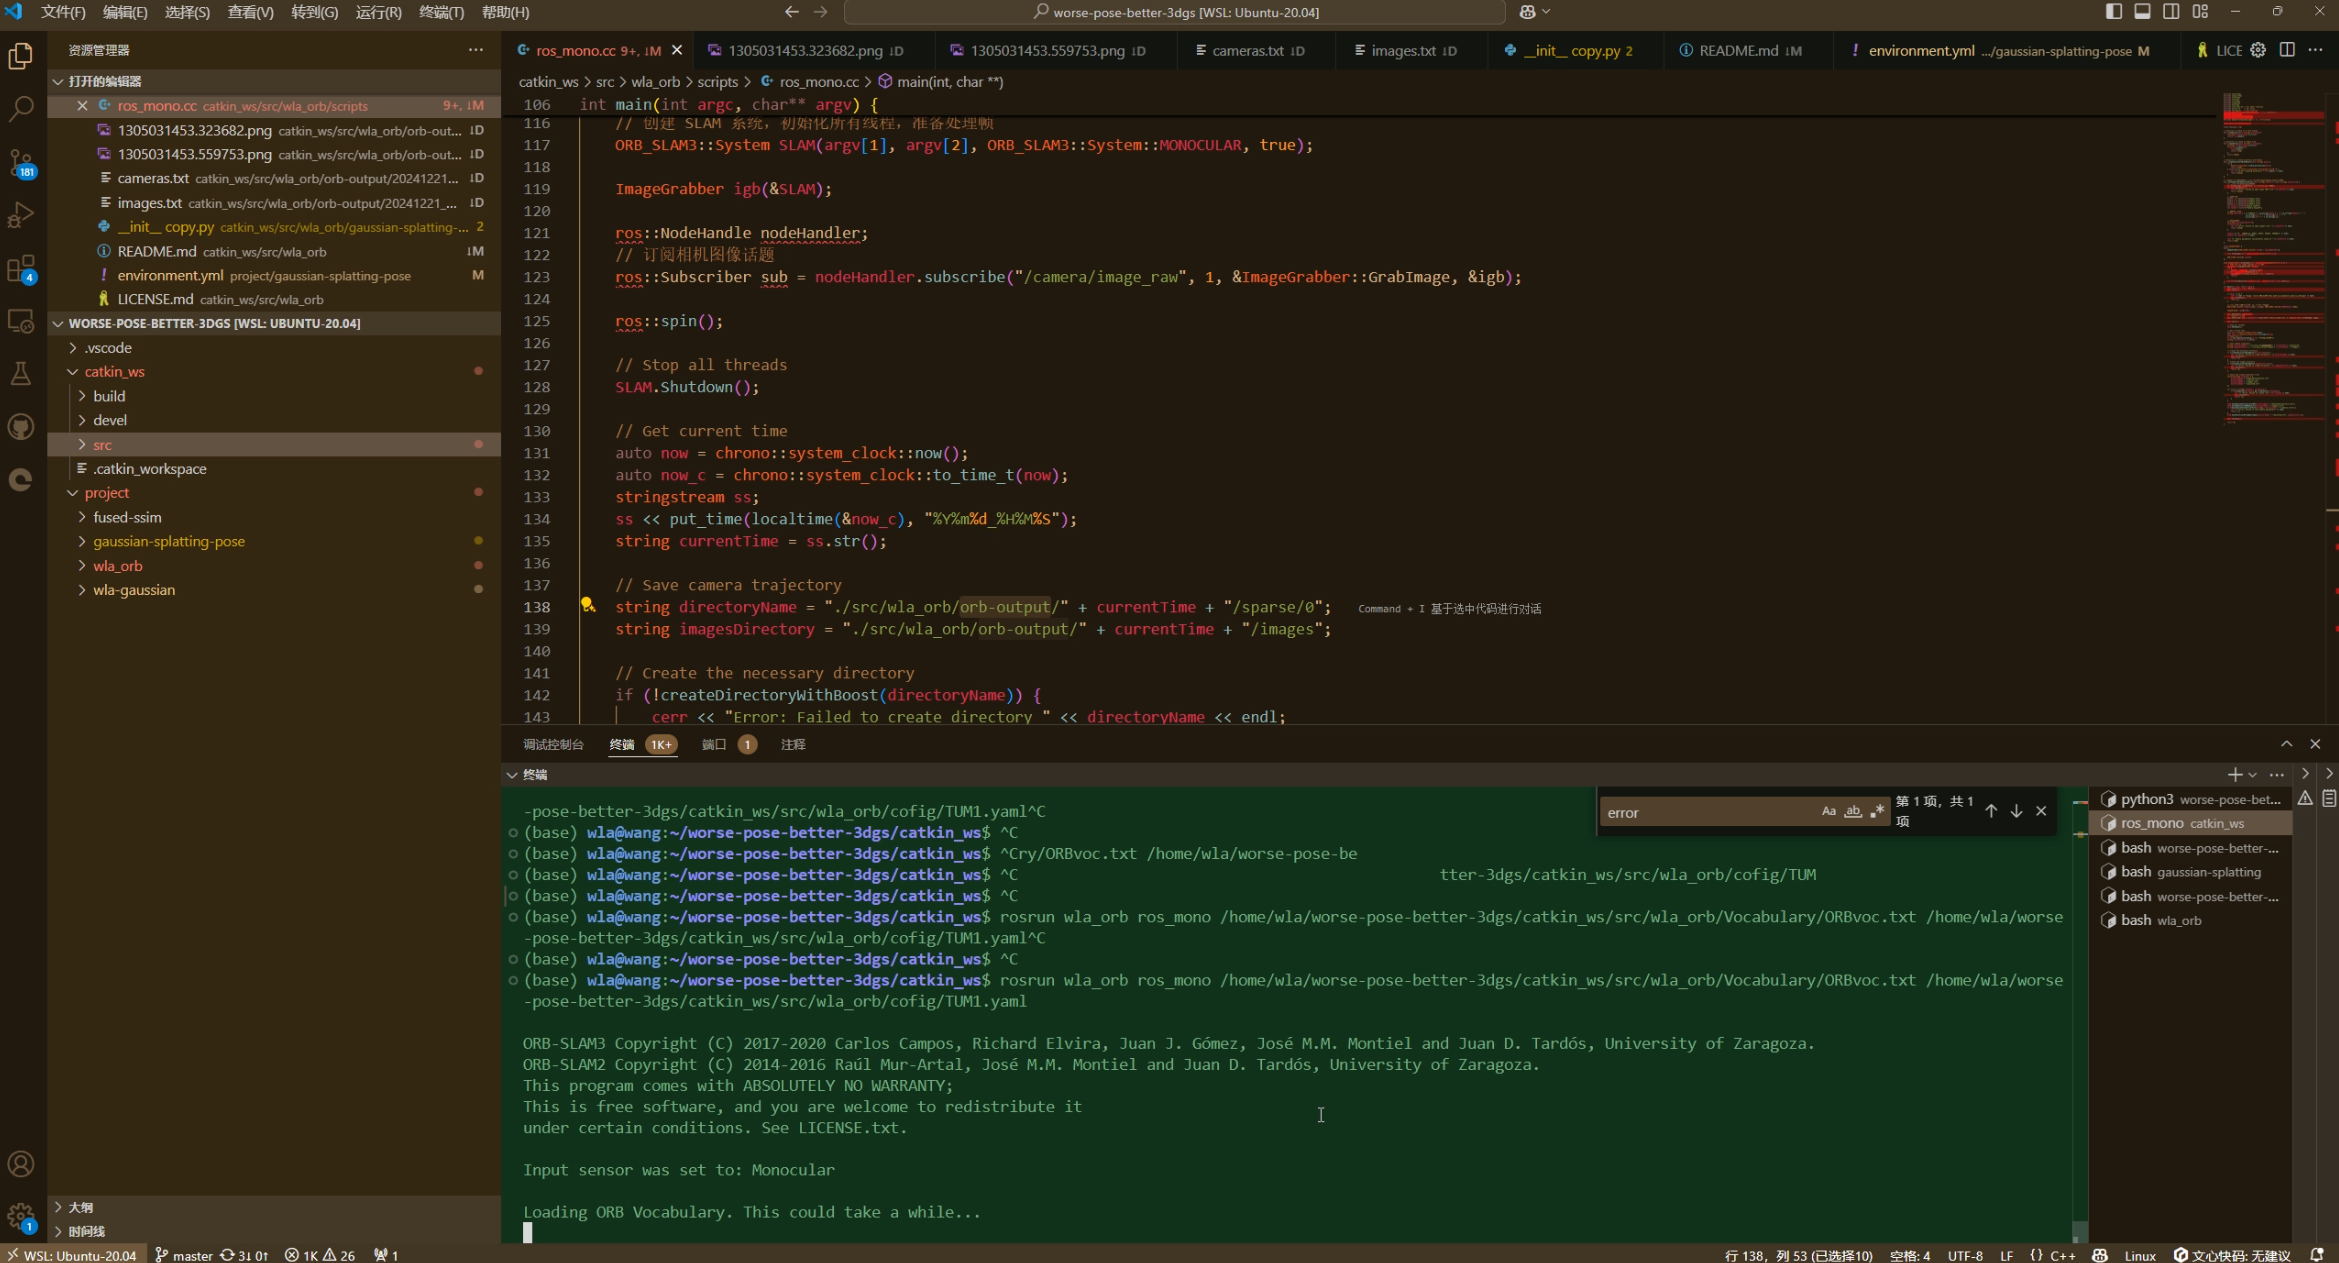 文件(F) 编辑(E) 选择(S) 查看(V) 转到(G) 运行(R) 终端(T) 帮助(H)
worse-pose-better-3dgs [WSL: Ubuntu-20.04]
资源管理器
打开的编辑器
ros_mono.cc catkin_ws/src/wla_orb/scripts 9+, ↓M
1305031453.323682.png catkin_ws/src/wla_orb/orb-out... ↓D
1305031453.559753.png catkin_ws/src/wla_orb/orb-out... ↓D
cameras.txt catkin_ws/src/wla_orb/orb-output/20241221... ↓D
images.txt catkin_ws/src/wla_orb/orb-output/20241221_... ↓D
__init__ copy.py catkin_ws/src/wla_orb/gaussian-splatting-... 2
README.md catkin_ws/src/wla_orb ↓M
environment.yml project/gaussian-splatting-pose M
LICENSE.md catkin_ws/src/wla_orb
WORSE-POSE-BETTER-3DGS [WSL: UBUNTU-20.04]
.vscode
catkin_ws
build
devel
src
.catkin_workspace
project
fused-ssim
gaussian-splatting-pose
wla_orb
wla-gaussian
大纲
时间线
181
4
1
ros_mono.cc 9+, ↓M
1305031453.323682.png ↓D
1305031453.559753.png ↓D
cameras.txt ↓D
images.txt ↓D
__init__ copy.py 2
README.md ↓M
environment.yml .../gaussian-splatting-pose M
LICE
catkin_ws > src > wla_orb > scripts > ros_mono.cc > main(int, char **)
106 int main(int argc, char** argv) {
116 // 创建 SLAM 系统，初始化所有线程，准备处理帧
117 ORB_SLAM3::System SLAM(argv[1], argv[2], ORB_SLAM3::System::MONOCULAR, true);
118
119 ImageGrabber igb(&SLAM);
120
121 ros::NodeHandle nodeHandler;
122 // 订阅相机图像话题
123 ros::Subscriber sub = nodeHandler.subscribe("/camera/image_raw", 1, &ImageGrabber::GrabImage, &igb);
124
125 ros::spin();
126
127 // Stop all threads
128 SLAM.Shutdown();
129
130 // Get current time
131 auto now = chrono::system_clock::now();
132 auto now_c = chrono::system_clock::to_time_t(now);
133 stringstream ss;
134 ss << put_time(localtime(&now_c), "%Y%m%d_%H%M%S");
135 string currentTime = ss.str();
136
137 // Save camera trajectory
138 string directoryName = "./src/wla_orb/orb-output/" + currentTime + "/sparse/0"; Command + I 基于选中代码进行对话
139 string imagesDirectory = "./src/wla_orb/orb-output/" + currentTime + "/images";
140
141 // Create the necessary directory
142 if (!createDirectoryWithBoost(directoryName)) {
143 cerr << "Error: Failed to create directory " << directoryName << endl;
调试控制台 终端 1K+ 端口 1 注释
终端
error Aa ab .* 第 1 项，共 1 项
-pose-better-3dgs/catkin_ws/src/wla_orb/cofig/TUM1.yaml^C
(base) wla@wang:~/worse-pose-better-3dgs/catkin_ws$ ^C
(base) wla@wang:~/worse-pose-better-3dgs/catkin_ws$ ^Cry/ORBvoc.txt /home/wla/worse-pose-be
(base) wla@wang:~/worse-pose-better-3dgs/catkin_ws$ ^C tter-3dgs/catkin_ws/src/wla_orb/cofig/TUM
(base) wla@wang:~/worse-pose-better-3dgs/catkin_ws$ ^C
(base) wla@wang:~/worse-pose-better-3dgs/catkin_ws$ rosrun wla_orb ros_mono /home/wla/worse-pose-better-3dgs/catkin_ws/src/wla_orb/Vocabulary/ORBvoc.txt /home/wla/worse
-pose-better-3dgs/catkin_ws/src/wla_orb/cofig/TUM1.yaml^C
(base) wla@wang:~/worse-pose-better-3dgs/catkin_ws$ ^C
(base) wla@wang:~/worse-pose-better-3dgs/catkin_ws$ rosrun wla_orb ros_mono /home/wla/worse-pose-better-3dgs/catkin_ws/src/wla_orb/Vocabulary/ORBvoc.txt /home/wla/worse
-pose-better-3dgs/catkin_ws/src/wla_orb/cofig/TUM1.yaml
ORB-SLAM3 Copyright (C) 2017-2020 Carlos Campos, Richard Elvira, Juan J. Gómez, José M.M. Montiel and Juan D. Tardós, University of Zaragoza.
ORB-SLAM2 Copyright (C) 2014-2016 Raúl Mur-Artal, José M.M. Montiel and Juan D. Tardós, University of Zaragoza.
This program comes with ABSOLUTELY NO WARRANTY;
This is free software, and you are welcome to redistribute it
under certain conditions. See LICENSE.txt.
Input sensor was set to: Monocular
Loading ORB Vocabulary. This could take a while...
python3 worse-pose-bet...
ros_mono catkin_ws
bash worse-pose-better-...
bash gaussian-splatting
bash worse-pose-better-...
bash wla_orb
WSL: Ubuntu-20.04 master 3↓ 0↑ 1K 26 1
行 138，列 53 (已选择10) 空格: 4 UTF-8 LF {} C++ Linux 文心快码: 无建议